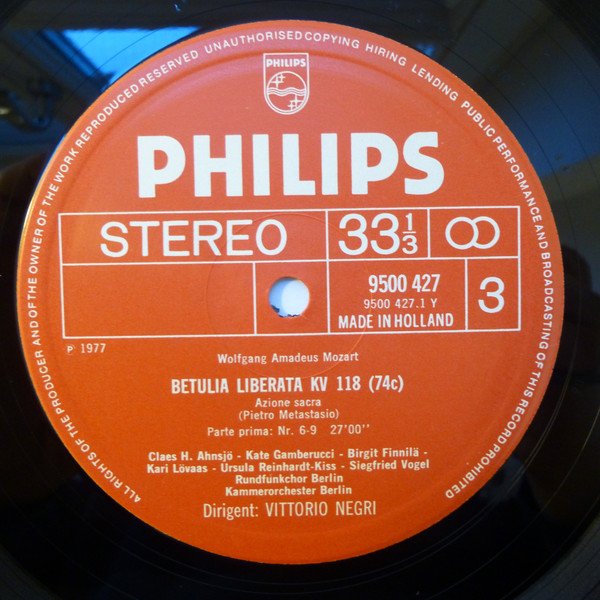 ALL RIGHTS OF THE PRODUCER AND OF THE OWNER OF THE WORK REPRODUCED RESERVED UNAUTHORISED COPYING HIRING LENDING PUBLIC PERFORMANCE AND BROADCASTING OF THIS RECORD PROHIBITED
PHILIPS
PHILIPS
STEREO 33 1/3
9500 427
9500 427.1 Y
MADE IN HOLLAND
3
P 1977
Wolfgang Amadeus Mozart
BETULIA LIBERATA KV 118 (74c)
Azione sacra
(Pietro Metastasio)
Parte prima: Nr. 6-9 27'00''
Claes H. Ahnsjö - Kate Gamberucci - Birgit Finnilä -
Kari Lövaas - Ursula Reinhardt-Kiss - Siegfried Vogel
Rundfunkchor Berlin
Kammerorchester Berlin
Dirigent: VITTORIO NEGRI